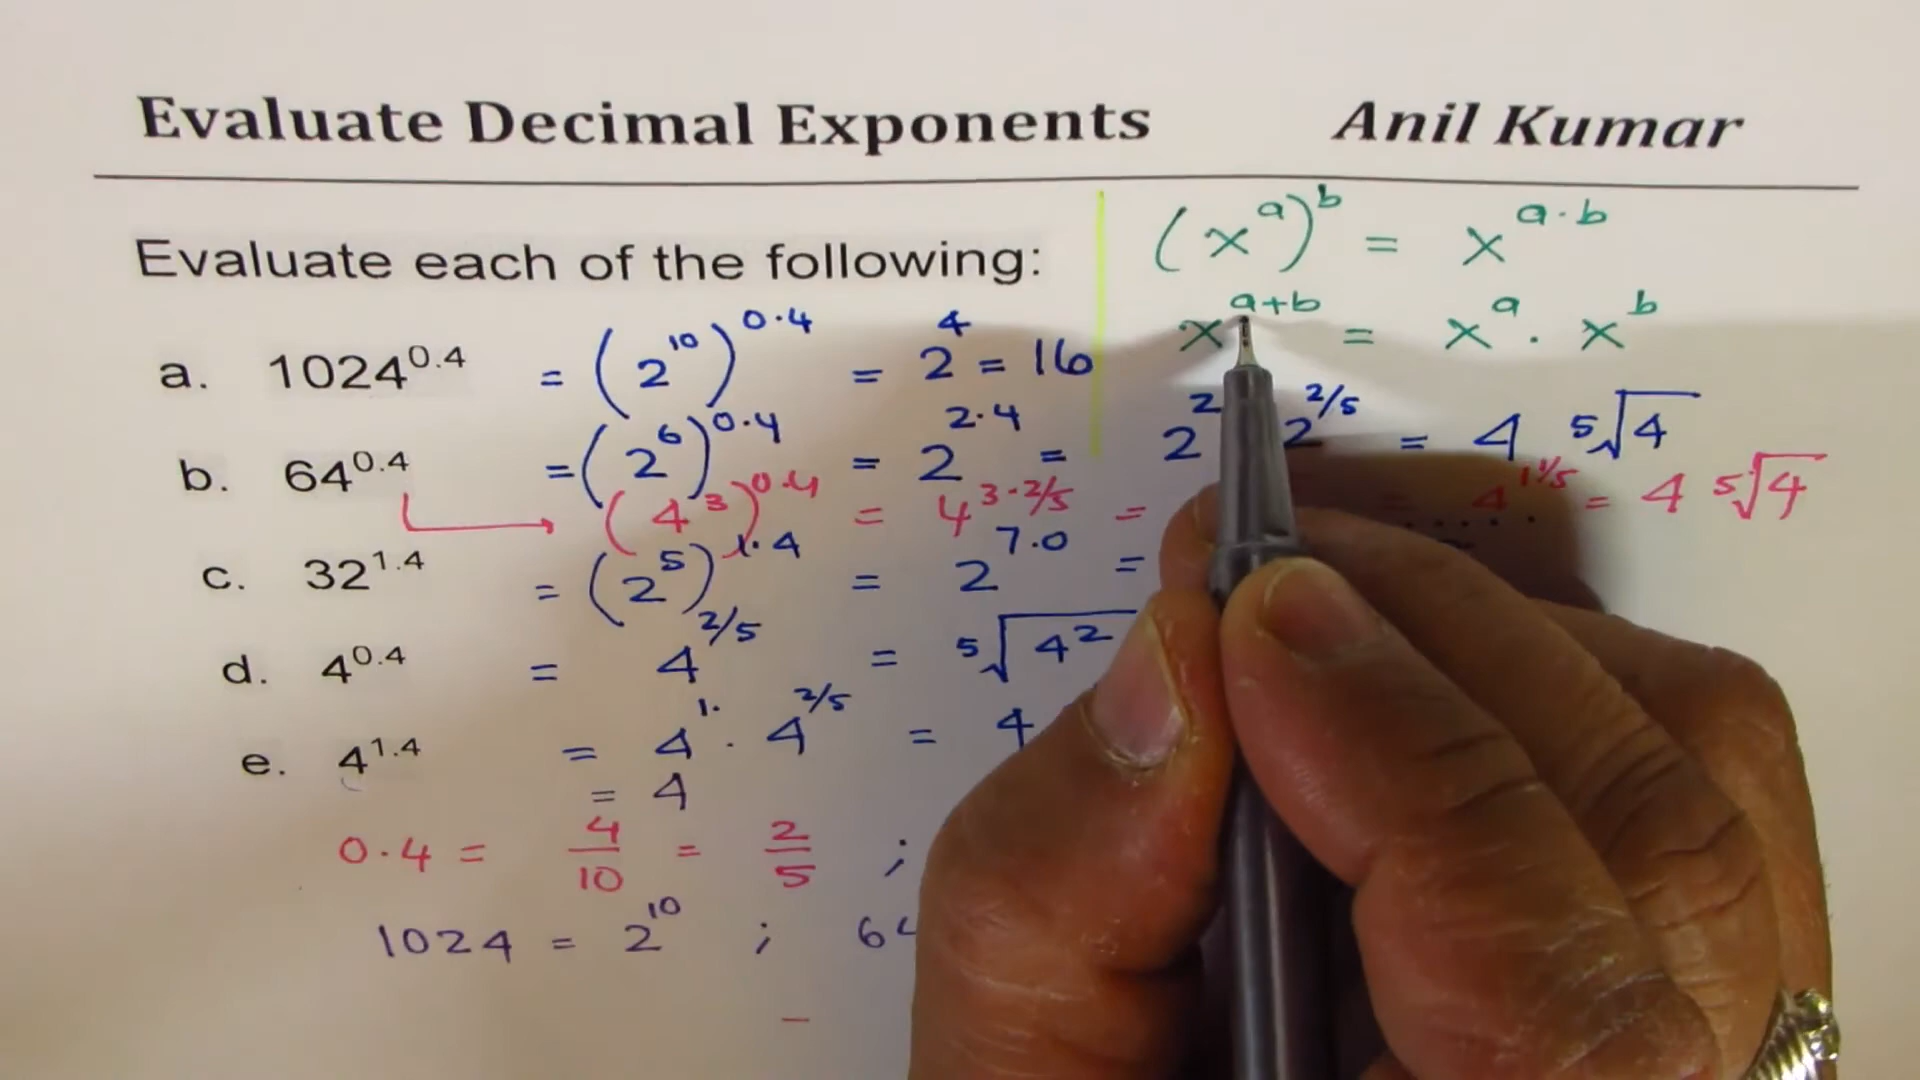 Evaluate Decimal Exponents Anil Kumar
Evaluate each of the following:
(x^a)^b = x^(a·b)
x^(a+b) = x^a · x^b
a. 1024^0.4 = (2^10)^0.4 = 2^4 = 16
b. 64^0.4 = (2^6)^0.4 = 2^2.4 = 2^2 2^(2/5) = 4 ⁵√4
(4^3)^0.4 = 4^(3·2/5) = = 4^(1 1/5) = 4 ⁵√4
c. 32^1.4 = (2^5)^1.4 = 2^7.0 =
d. 4^0.4 = 4^(2/5) = ⁵√4^2
e. 4^1.4 = 4^1 · 4^(2/5) = 4
= 4
0.4 = 4/10 = 2/5 ;
1024 = 2^10 ; 64